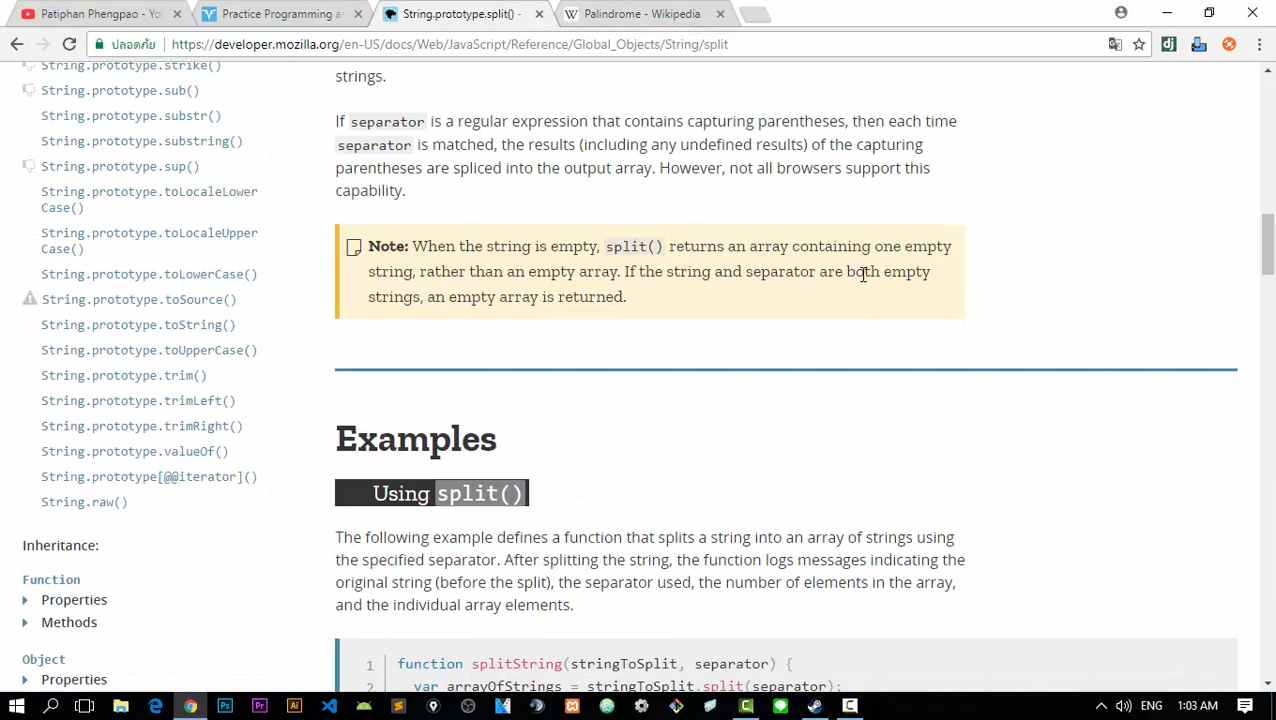 Patiphan Phengpao - Yo
Practice Programming an
String.prototype.split() -
Palindrome - Wikipedia
ปลอดภัย
https://developer.mozilla.org/en-US/docs/Web/JavaScript/Reference/Global_Objects/String/split
String.prototype.strike()
String.prototype.sub()
String.prototype.substr()
String.prototype.substring()
String.prototype.sup()
String.prototype.toLocaleLower
Case()
String.prototype.toLocaleUpper
Case()
String.prototype.toLowerCase()
String.prototype.toSource()
String.prototype.toString()
String.prototype.toUpperCase()
String.prototype.trim()
String.prototype.trimLeft()
String.prototype.trimRight()
String.prototype.valueOf()
String.prototype[@@iterator]()
String.raw()
Inheritance:
Function
Properties
Methods
Object
Properties
strings.
If separator is a regular expression that contains capturing parentheses, then each time
separator is matched, the results (including any undefined results) of the capturing
parentheses are spliced into the output array. However, not all browsers support this
capability.
Note: When the string is empty, split() returns an array containing one empty
string, rather than an empty array. If the string and separator are both empty
strings, an empty array is returned.
Examples
Using split()
The following example defines a function that splits a string into an array of strings using
the specified separator. After splitting the string, the function logs messages indicating the
original string (before the split), the separator used, the number of elements in the array,
and the individual array elements.
1 function splitString(stringToSplit, separator) {
2 var arrayOfStrings = stringToSplit.split(separator);
ENG
1:03 AM